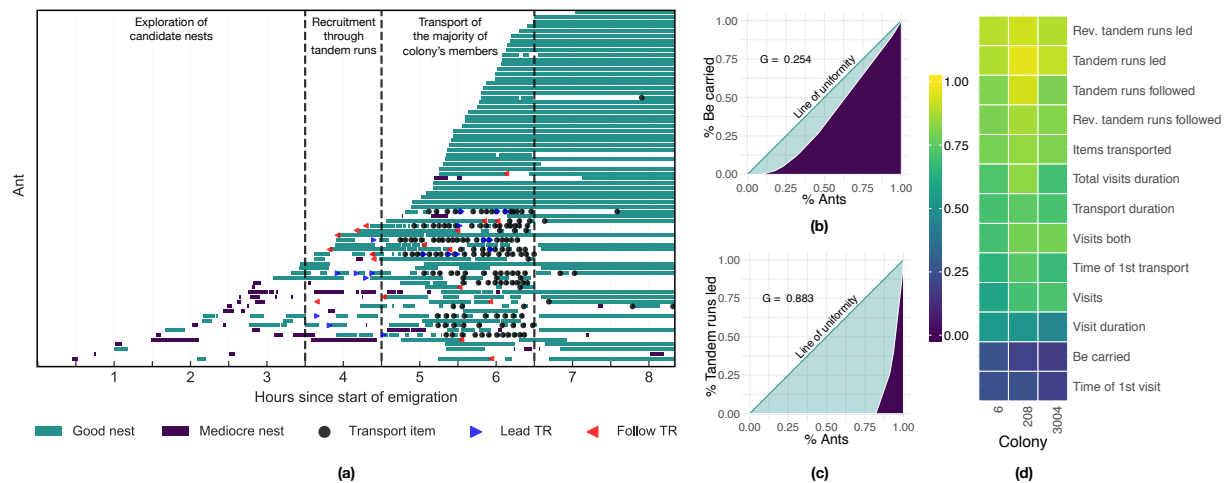 (a)
Exploration of
candidate nests
Recruitment
through
tandem runs
Transport of
the majority of
colony's members
Ant
1 2 3 4 5 6 7 8
Hours since start of emigration
Good nest
Mediocre nest
Transport item
Lead TR
Follow TR
(a)
1.00
0.75
0.50
0.25
0.00
% Be carried
G = 0.254
Line of uniformity
0.00 0.25 0.50 0.75 1.00
% Ants
(b)
1.00
0.75
0.50
0.25
0.00
% Tandem runs led
G = 0.883
Line of uniformity
0.00 0.25 0.50 0.75 1.00
% Ants
(c)
1.00
0.75
0.50
0.25
0.00
Rev. tandem runs led
Tandem runs led
Tandem runs followed
Rev. tandem runs followed
Items transported
Total visits duration
Transport duration
Visits both
Time of 1st transport
Visits
Visit duration
Be carried
Time of 1st visit
6
208
3004
Colony
(d)